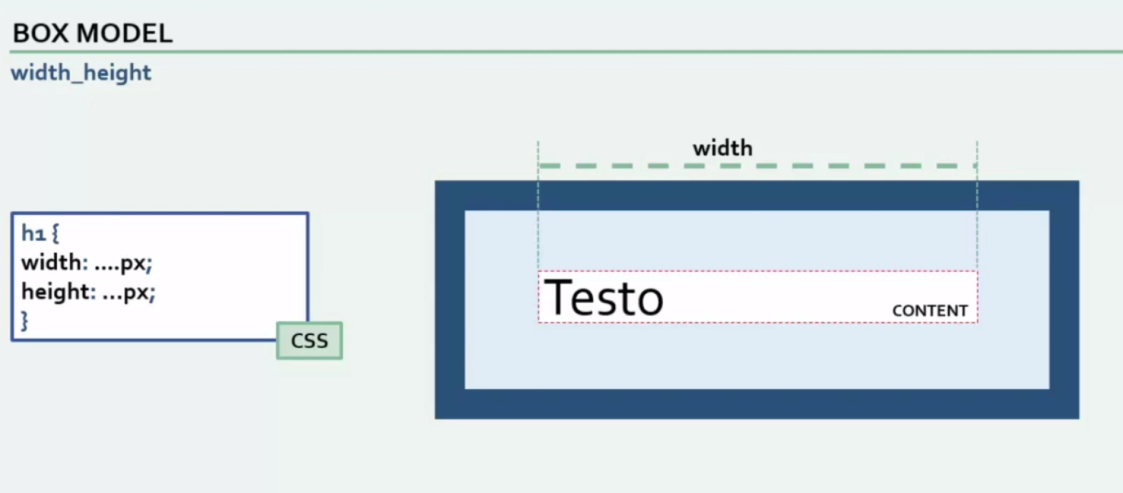 BOX MODEL
width_height
width
h1 {
width: ....px;
height: ...px;
}
CSS
Testo
CONTENT